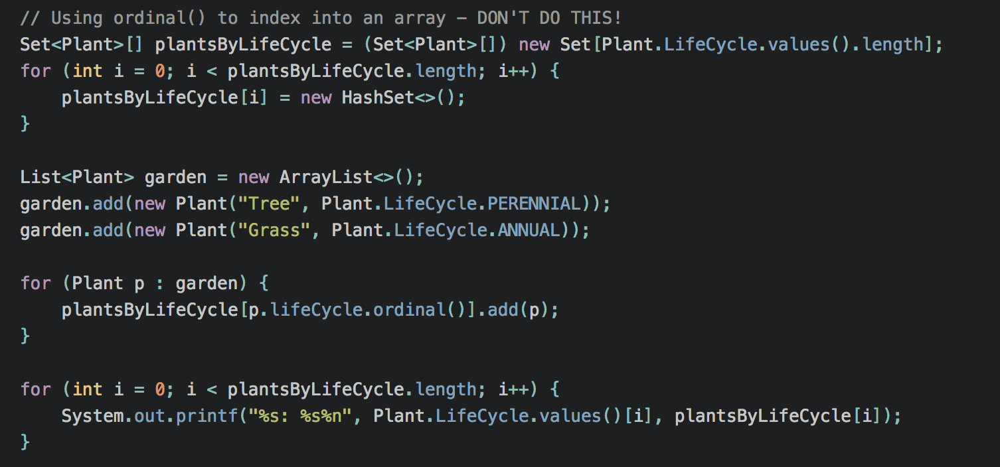 // Using ordinal() to index into an array – DON'T DO THIS!
Set<Plant>[] plantsByLifeCycle = (Set<Plant>[]) new Set[Plant.LifeCycle.values().length];
for (int i = 0; i < plantsByLifeCycle.length; i++) {
    plantsByLifeCycle[i] = new HashSet<>();
}

List<Plant> garden = new ArrayList<>();
garden.add(new Plant("Tree", Plant.LifeCycle.PERENNIAL));
garden.add(new Plant("Grass", Plant.LifeCycle.ANNUAL));

for (Plant p : garden) {
    plantsByLifeCycle[p.lifeCycle.ordinal()].add(p);
}

for (int i = 0; i < plantsByLifeCycle.length; i++) {
    System.out.printf("%s: %s%n", Plant.LifeCycle.values()[i], plantsByLifeCycle[i]);
}